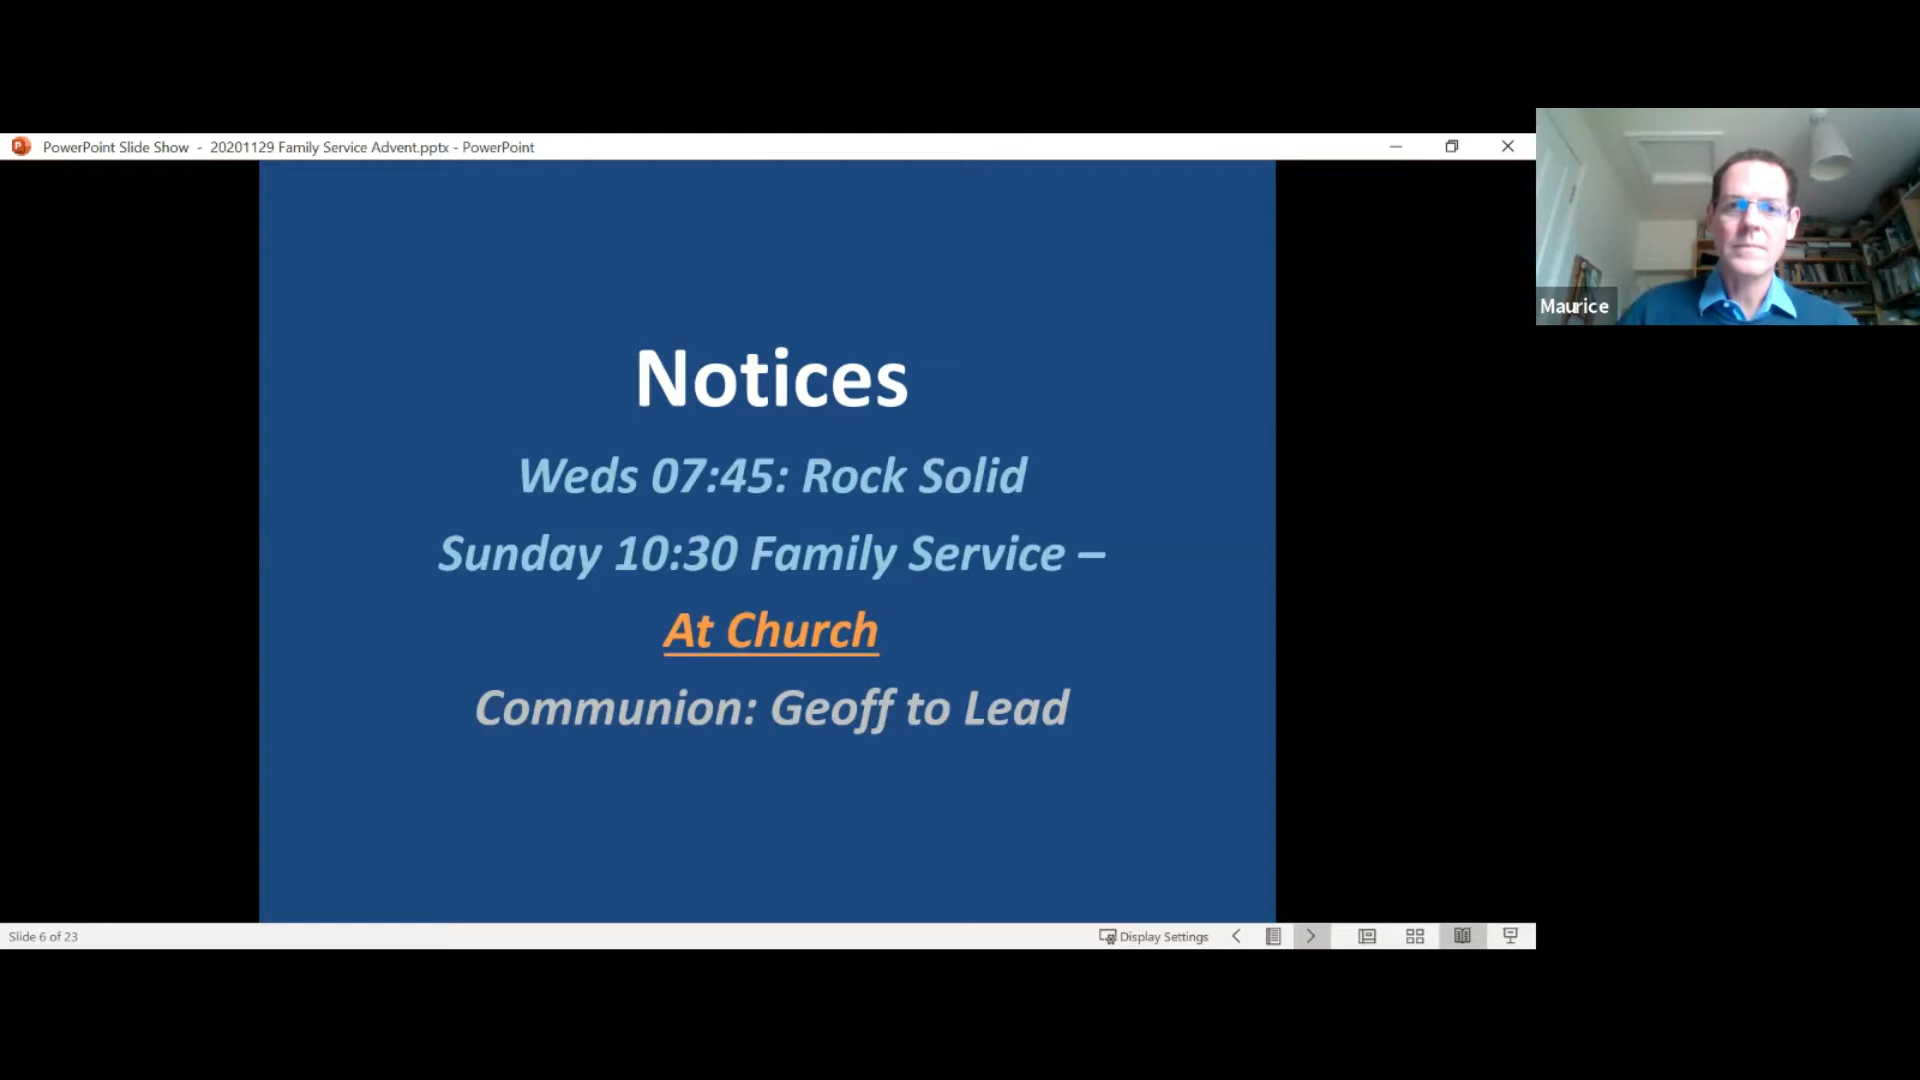 PowerPoint Slide Show - 20201129 Family Service Advent.pptx - PowerPoint
Maurice
Notices
Weds 07:45: Rock Solid
Sunday 10:30 Family Service –
At Church
Communion: Geoff to Lead
Slide 6 of 23
Display Settings